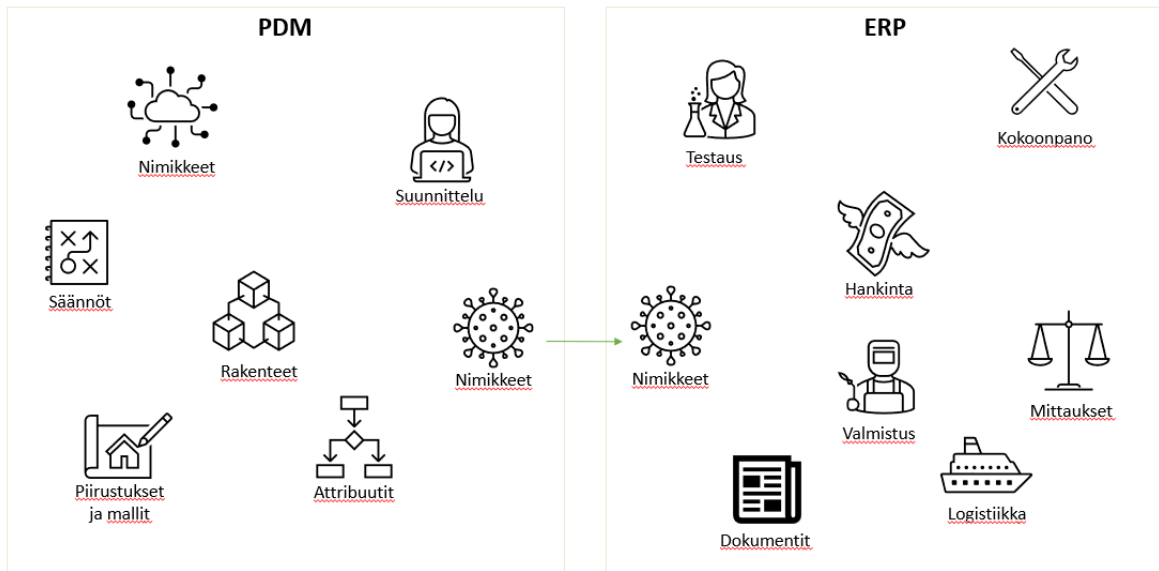 PDM
Nimikkeet
Suunnittelu
Säännöt
Rakenteet
Nimikkeet
Piirustukset
ja mallit
Attribuutit
ERP
Testaus
Kokoonpano
Hankinta
Nimikkeet
Mittaukset
Valmistus
Logistiikka
Dokumentit